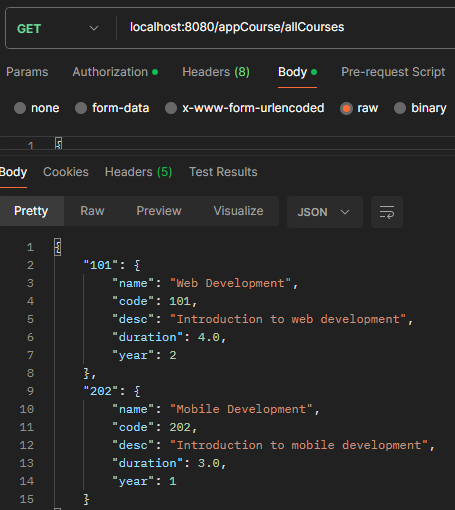 GET localhost:8080/appCourse/allCourses
Params Authorization Headers (8) Body Pre-request Script
none form-data x-www-form-urlencoded raw binary
1 {
Body Cookies Headers (5) Test Results
Pretty Raw Preview Visualize JSON
1 {
2 "101": {
3 "name": "Web Development",
4 "code": 101,
5 "desc": "Introduction to web development",
6 "duration": 4.0,
7 "year": 2
8 },
9 "202": {
10 "name": "Mobile Development",
11 "code": 202,
12 "desc": "Introduction to mobile development",
13 "duration": 3.0,
14 "year": 1
15 }